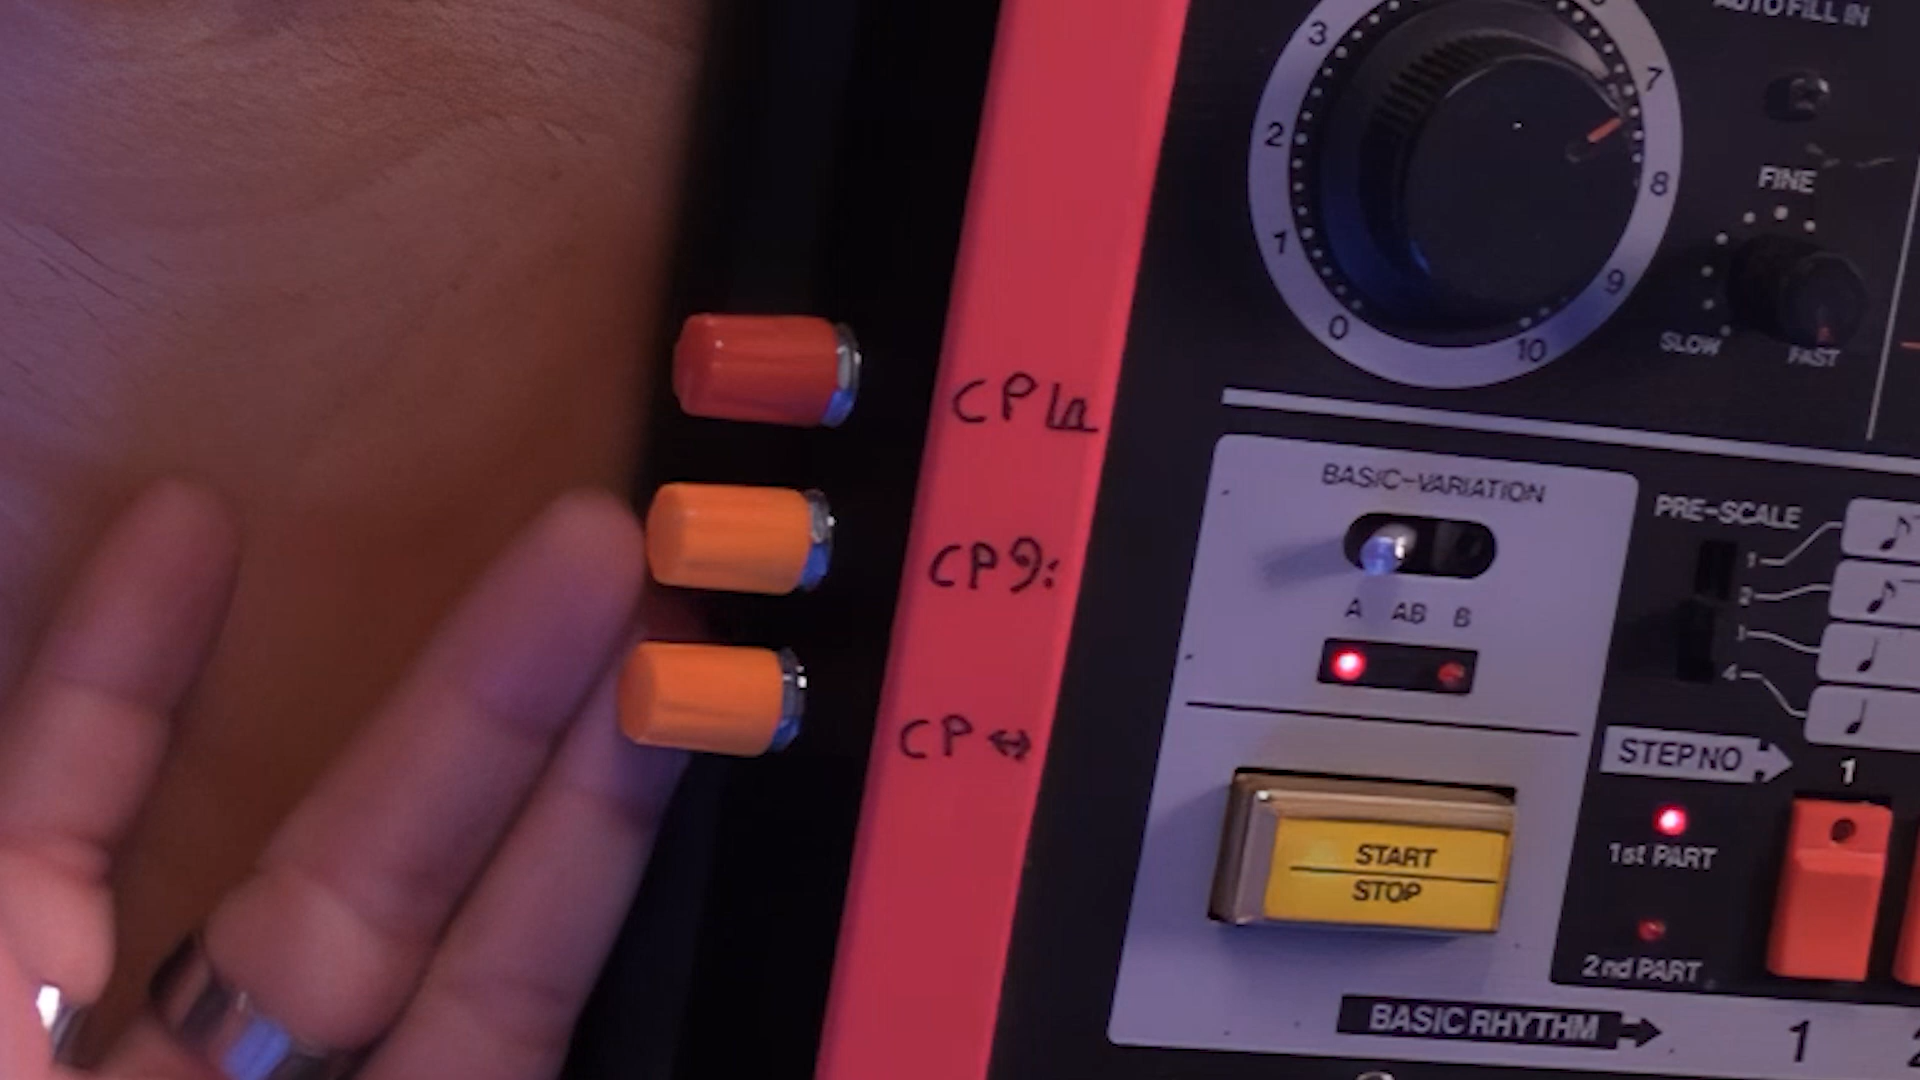 AUTO FILL IN
3
7
2
8
1
9
0
10
FINE
SLOW
FAST
CP
CP 9:
CP ↔
BASIC-VARIATION
A AB B
PRE-SCALE
1
2
3
4
START
STOP
STEP NO
1
1st PART
2nd PART
BASIC RHYTHM
1
2